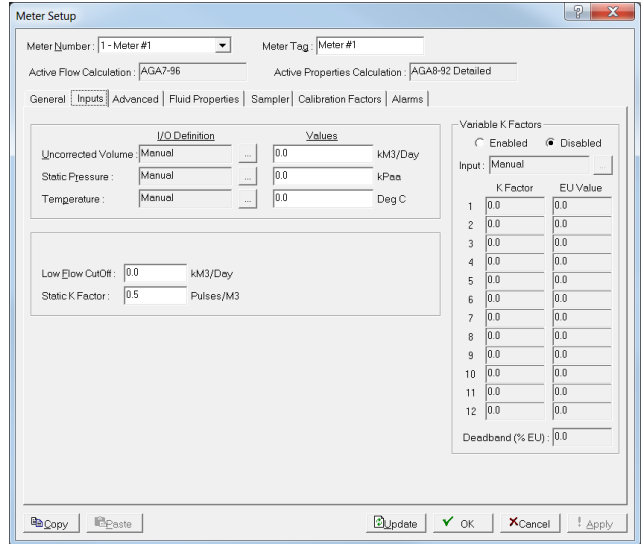 Meter Setup
Meter Number : 1 - Meter #1 Meter Tag : Meter #1
Active Flow Calculation : AGA7-96 Active Properties Calculation : AGA8-92 Detailed
General Inputs Advanced Fluid Properties Sampler Calibration Factors Alarms
I/O Definition Values
Uncorrected Volume : Manual ... 0.0 kM3/Day
Static Pressure : Manual ... 0.0 kPaa
Temperature : Manual ... 0.0 Deg C
Low Flow CutOff : 0.0 kM3/Day
Static K Factor : 0.5 Pulses/M3
Variable K Factors
Enabled Disabled
Input : Manual ...
K Factor EU Value
1 0.0 0.0
2 0.0 0.0
3 0.0 0.0
4 0.0 0.0
5 0.0 0.0
6 0.0 0.0
7 0.0 0.0
8 0.0 0.0
9 0.0 0.0
10 0.0 0.0
11 0.0 0.0
12 0.0 0.0
Deadband (% EU) : 0.0
Copy Paste Update OK Cancel ! Apply